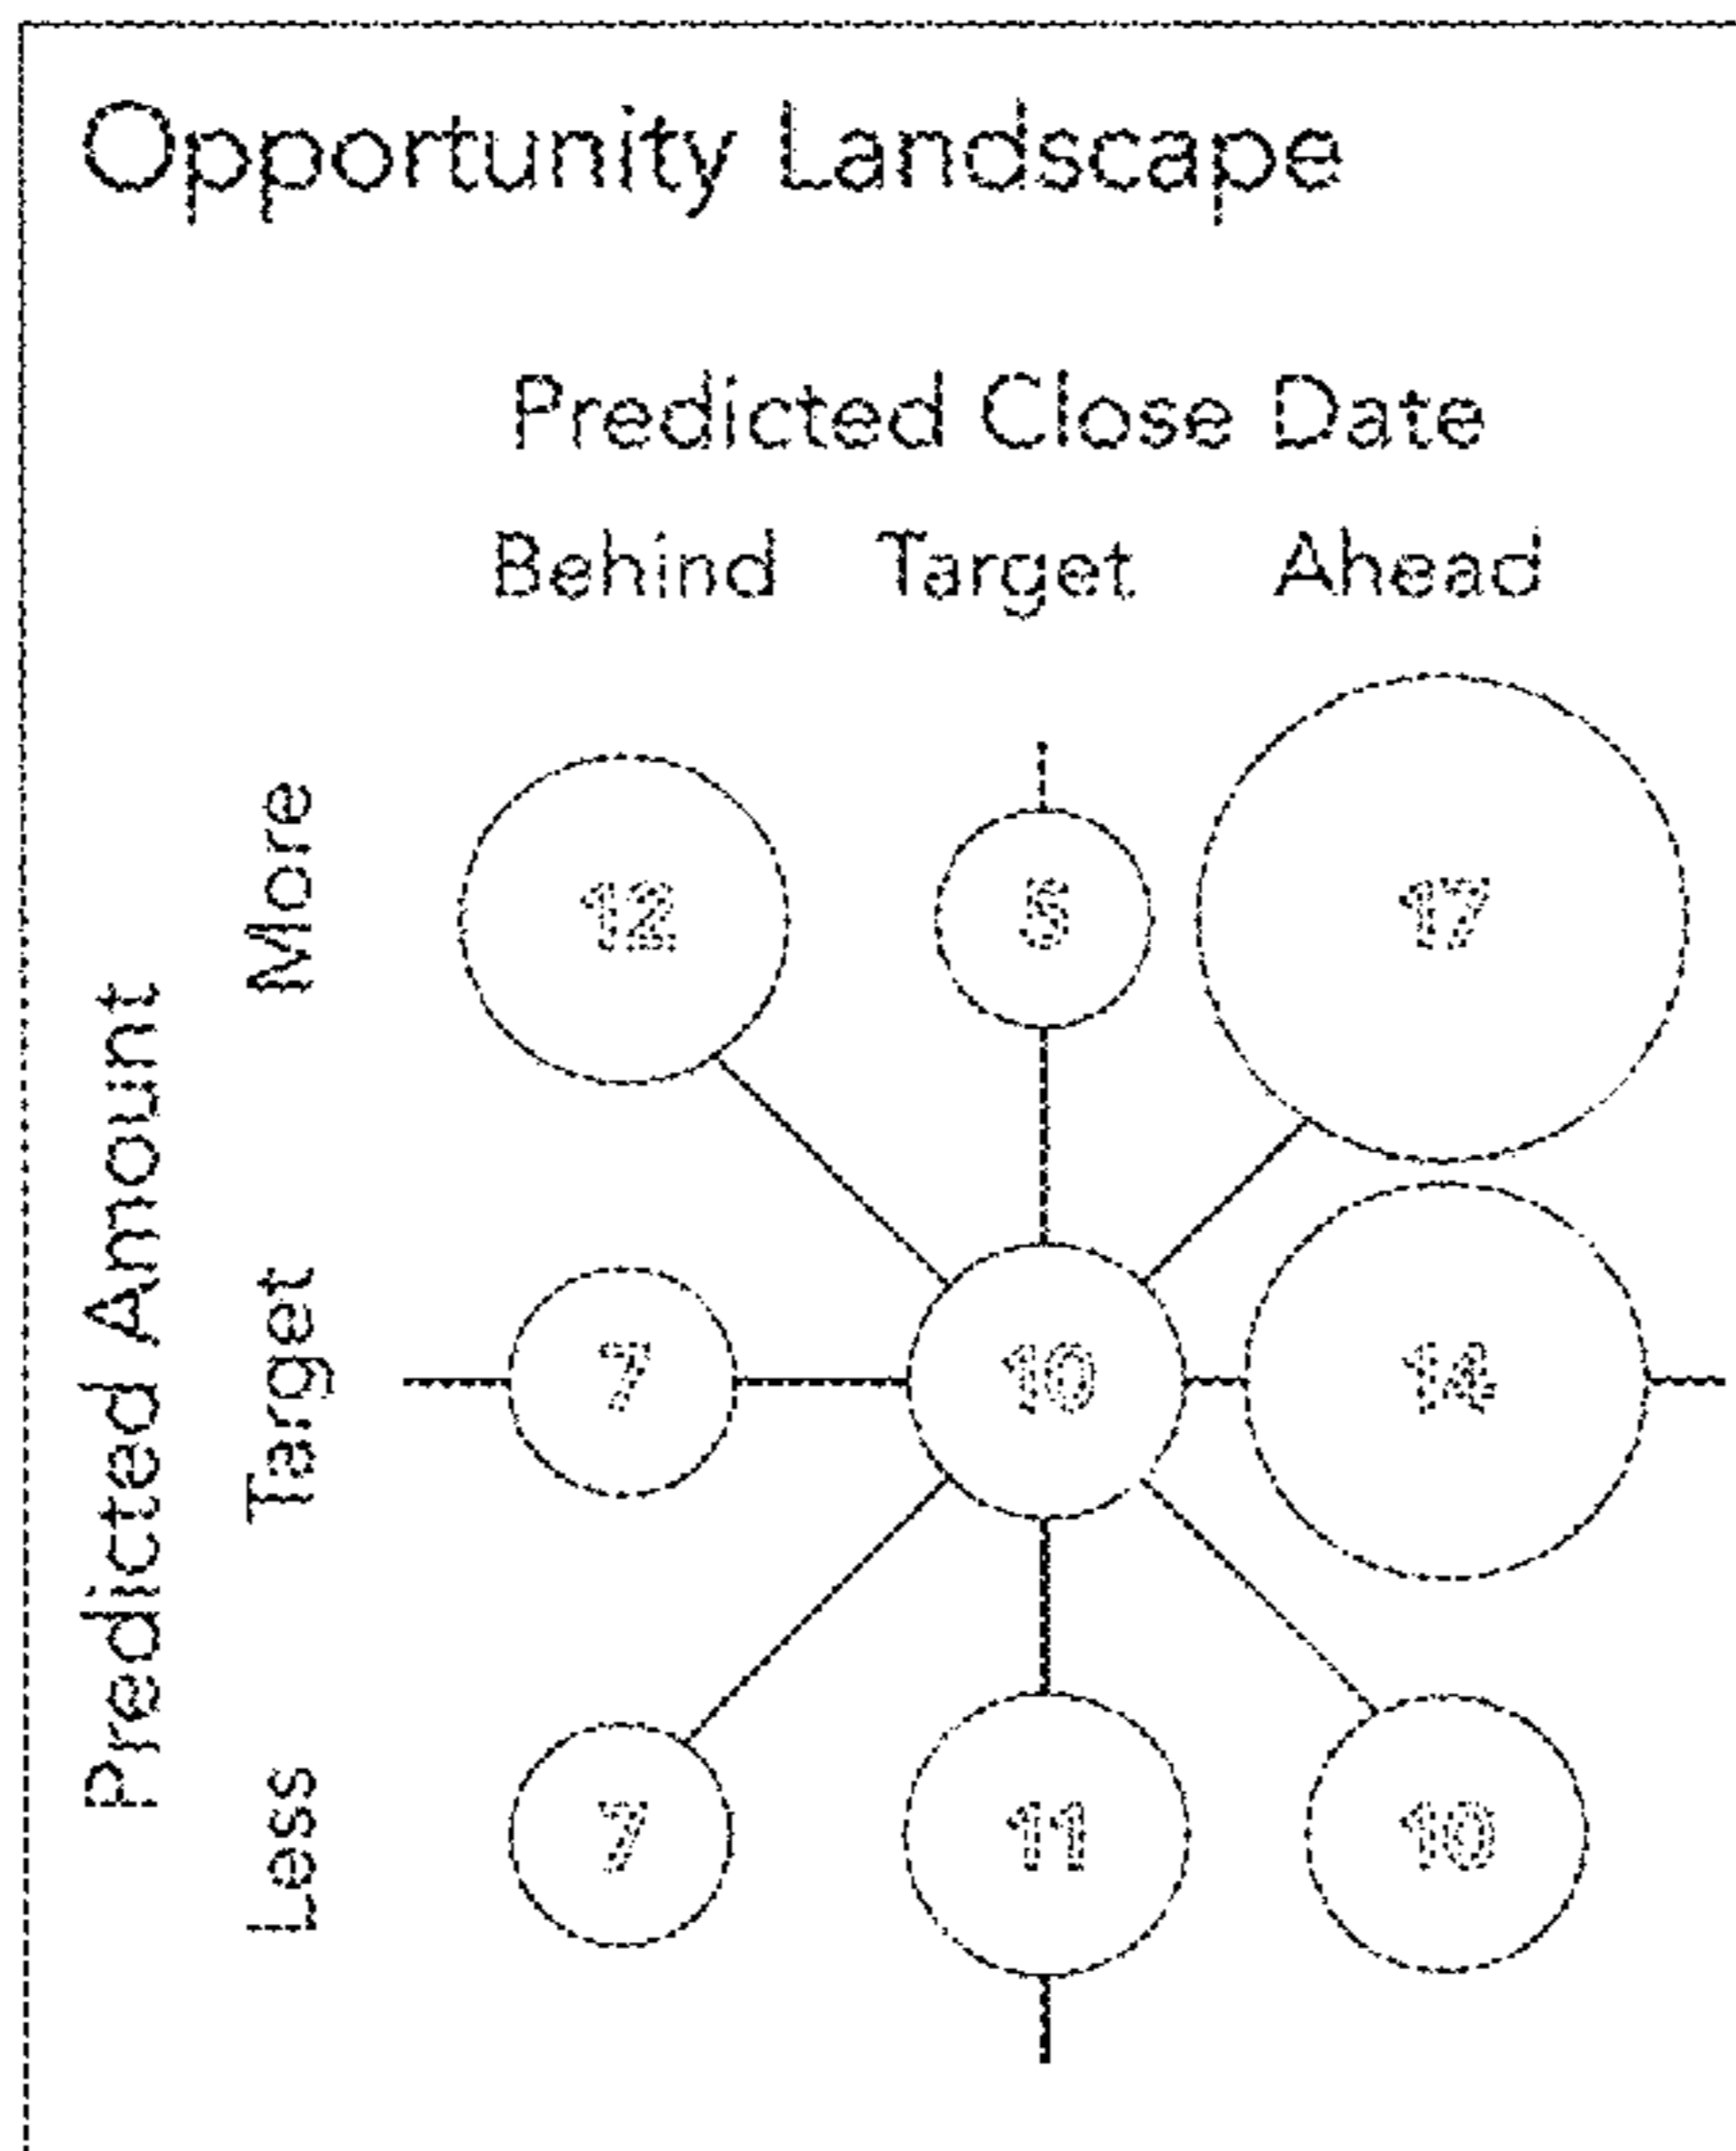 Opportunity Landscape
Predicted Close Date
Behind Target Ahead
Predicted Amount
More
12 5 17
Target
7 10 14
Less
7 11 10